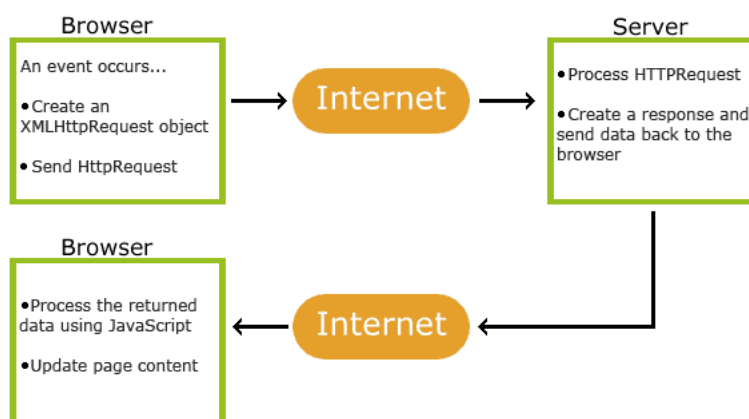 Browser
An event occurs...
•Create an
XMLHttpRequest object
• Send HttpRequest
Internet
Server
•Process HTTPRequest
•Create a response and
send data back to the
browser
Browser
•Process the returned
data using JavaScript
•Update page content
Internet